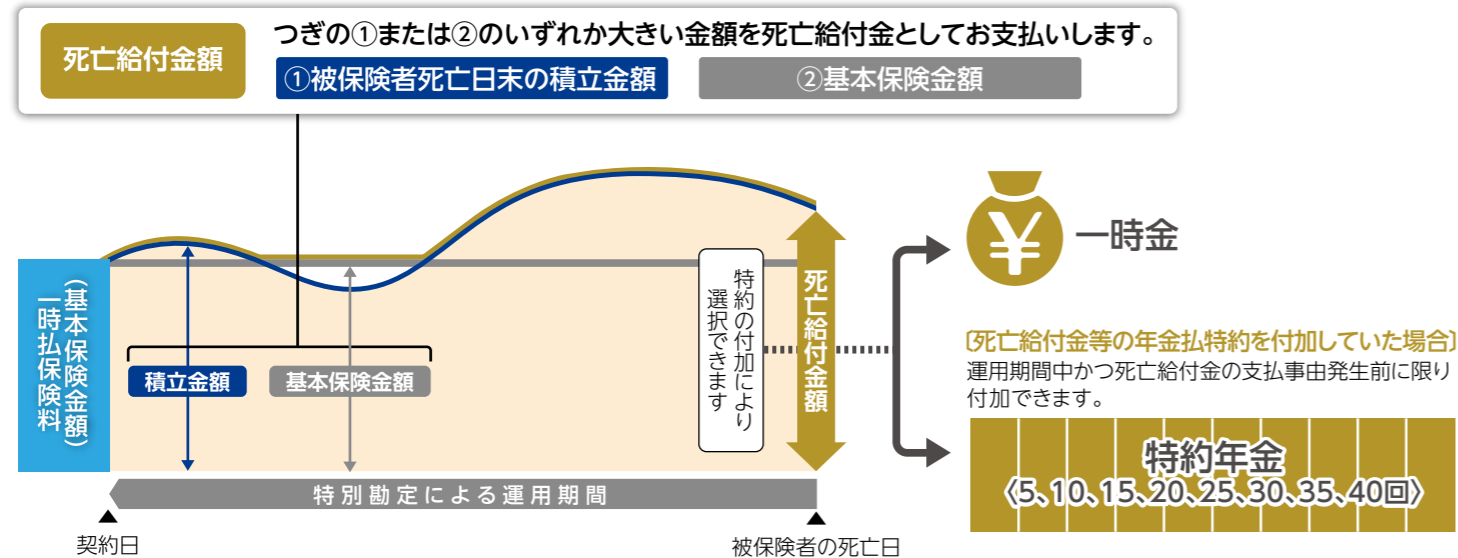 死亡給付金額
つぎの①または②のいずれか大きい金額を死亡給付金としてお支払いします。
①被保険者死亡日末の積立金額
②基本保険金額
一時払保険料
（基本保険金額）
積立金額
基本保険金額
特約の付加により
選択できます
死亡給付金額
特別勘定による運用期間
契約日
被保険者の死亡日
¥
一時金
〔死亡給付金等の年金払特約を付加していた場合〕
運用期間中かつ死亡給付金の支払事由発生前に限り
付加できます。
特約年金
〈5、10、15、20、25、30、35、40回〉